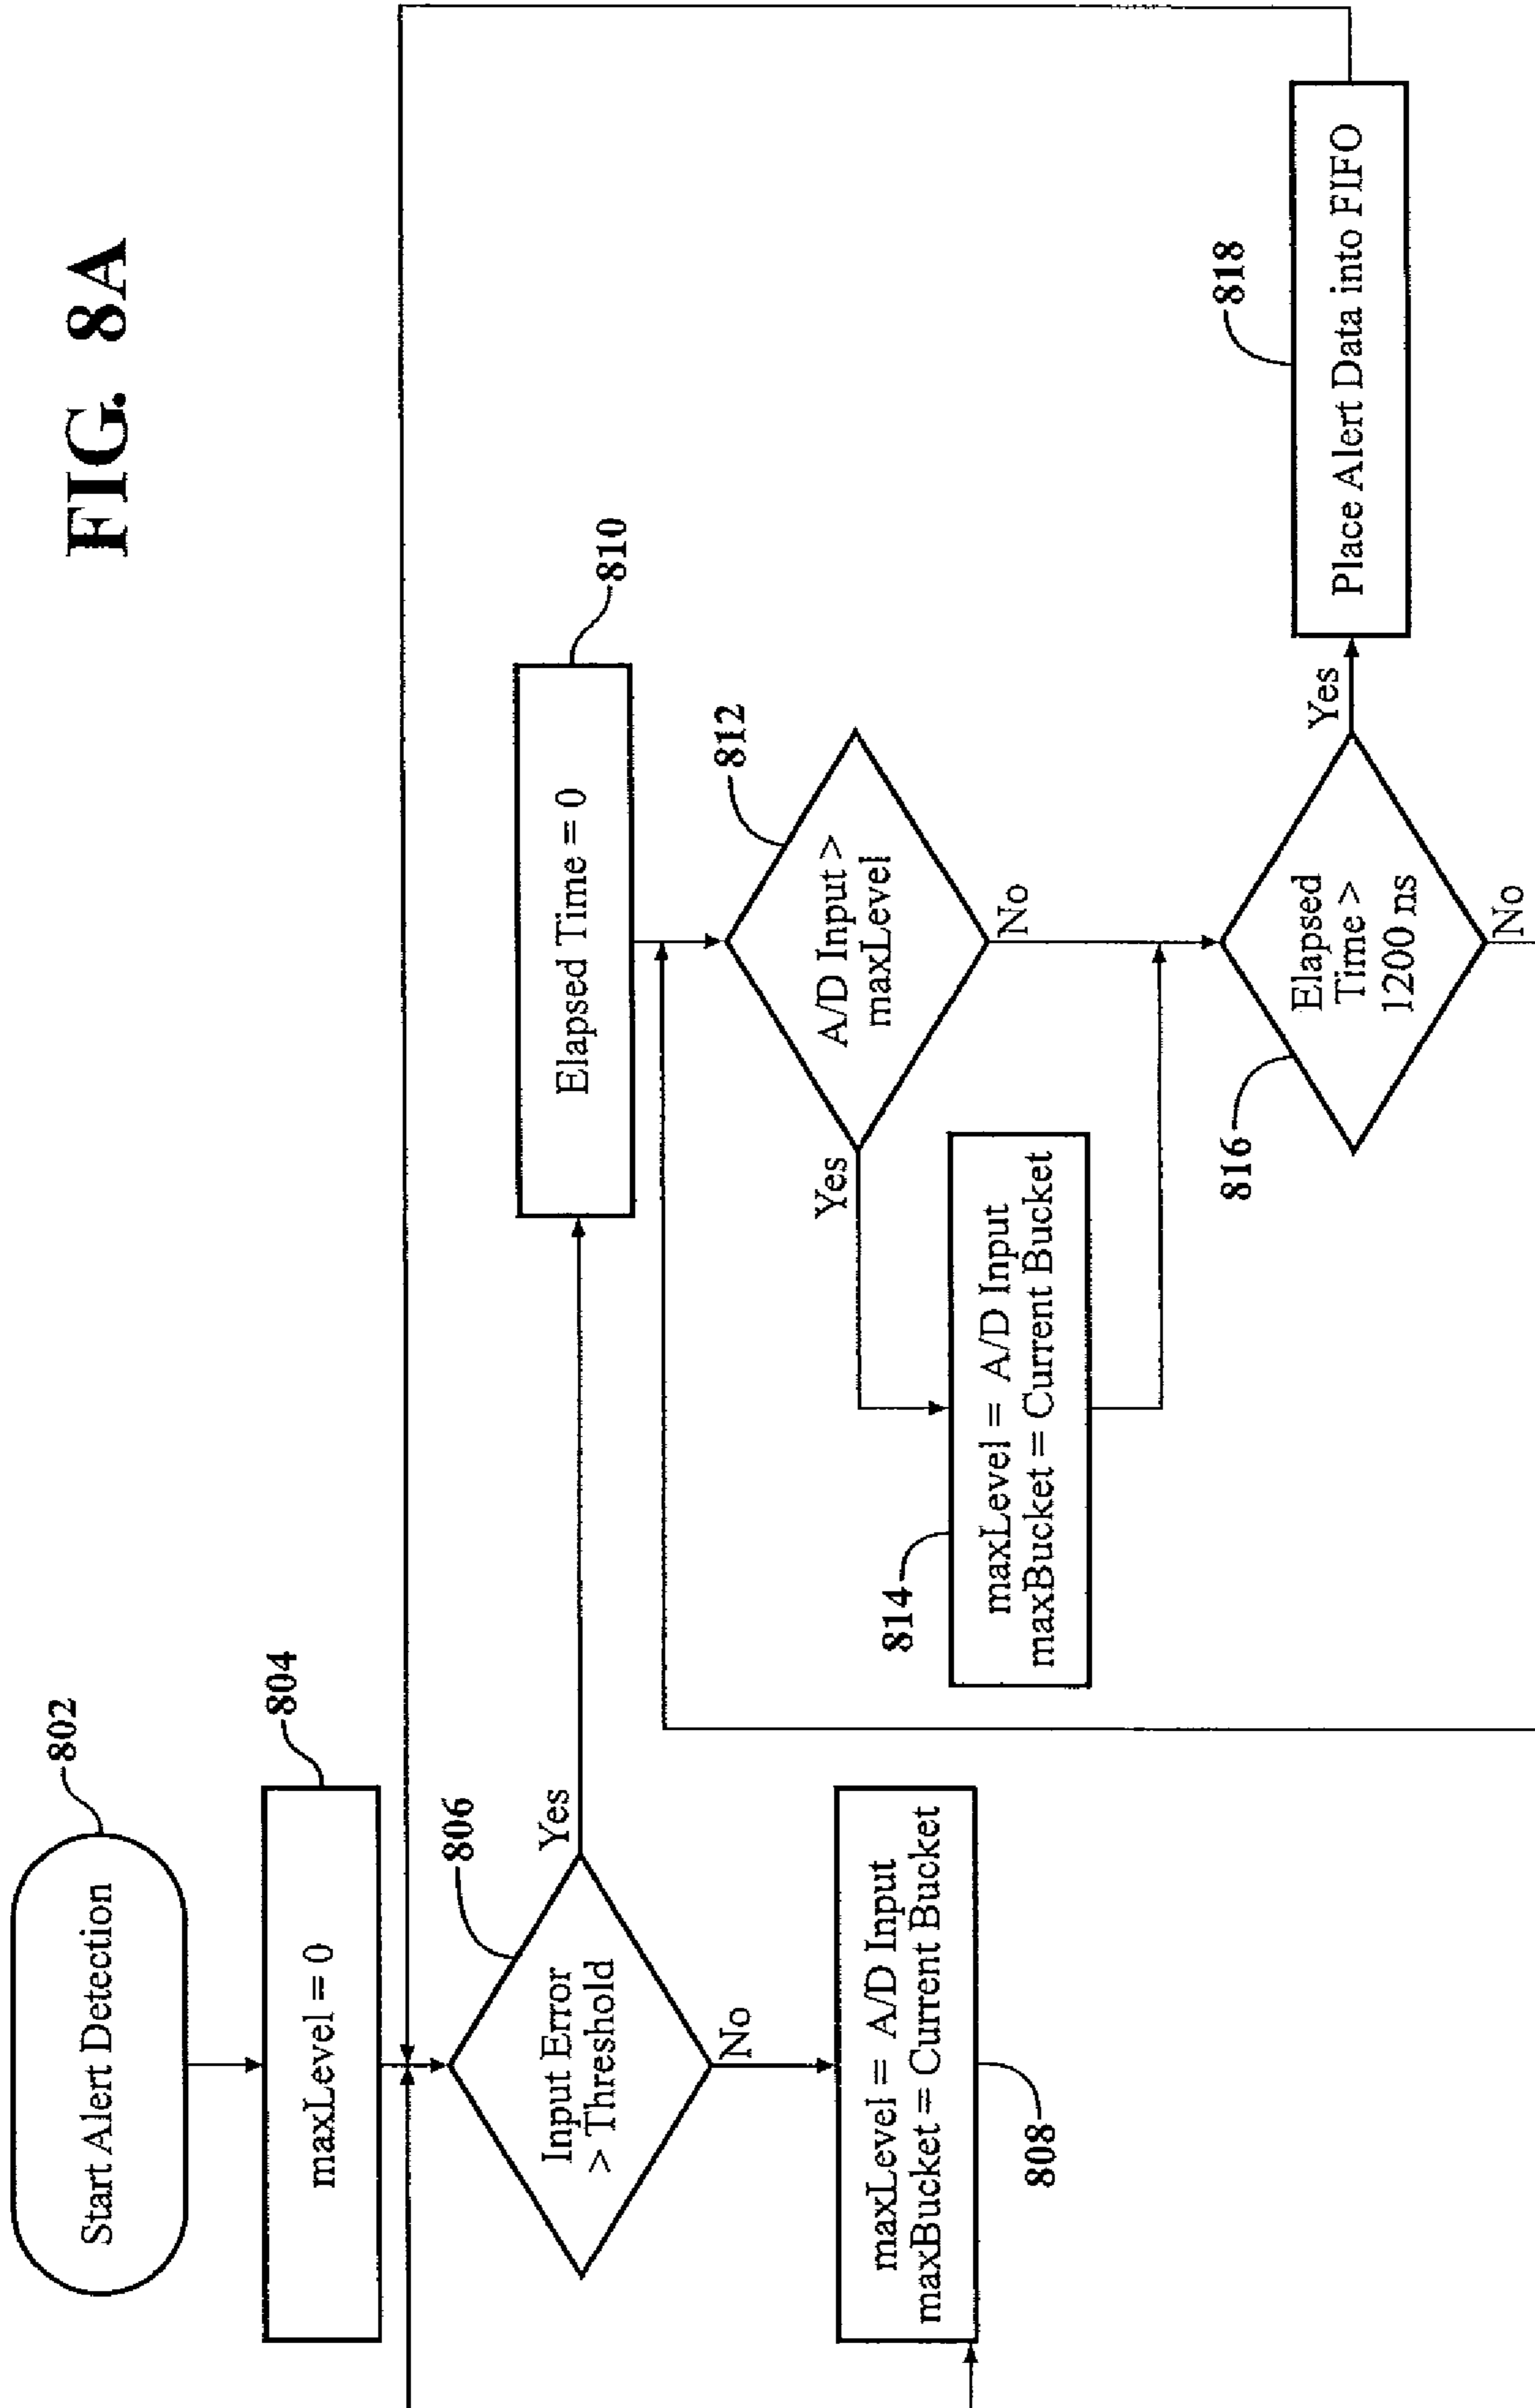 FIG. 8A
Start Alert Detection
802
maxLevel = 0
804
Input Error
> Threshold
806
Yes
No
maxLevel = A/D Input
maxBucket = Current Bucket
808
Elapsed Time = 0
810
A/D Input >
maxLevel
812
Yes
No
maxLevel = A/D Input
maxBucket = Current Bucket
814
Elapsed
Time >
1200 ns
816
Yes
No
Place Alert Data into FIFO
818